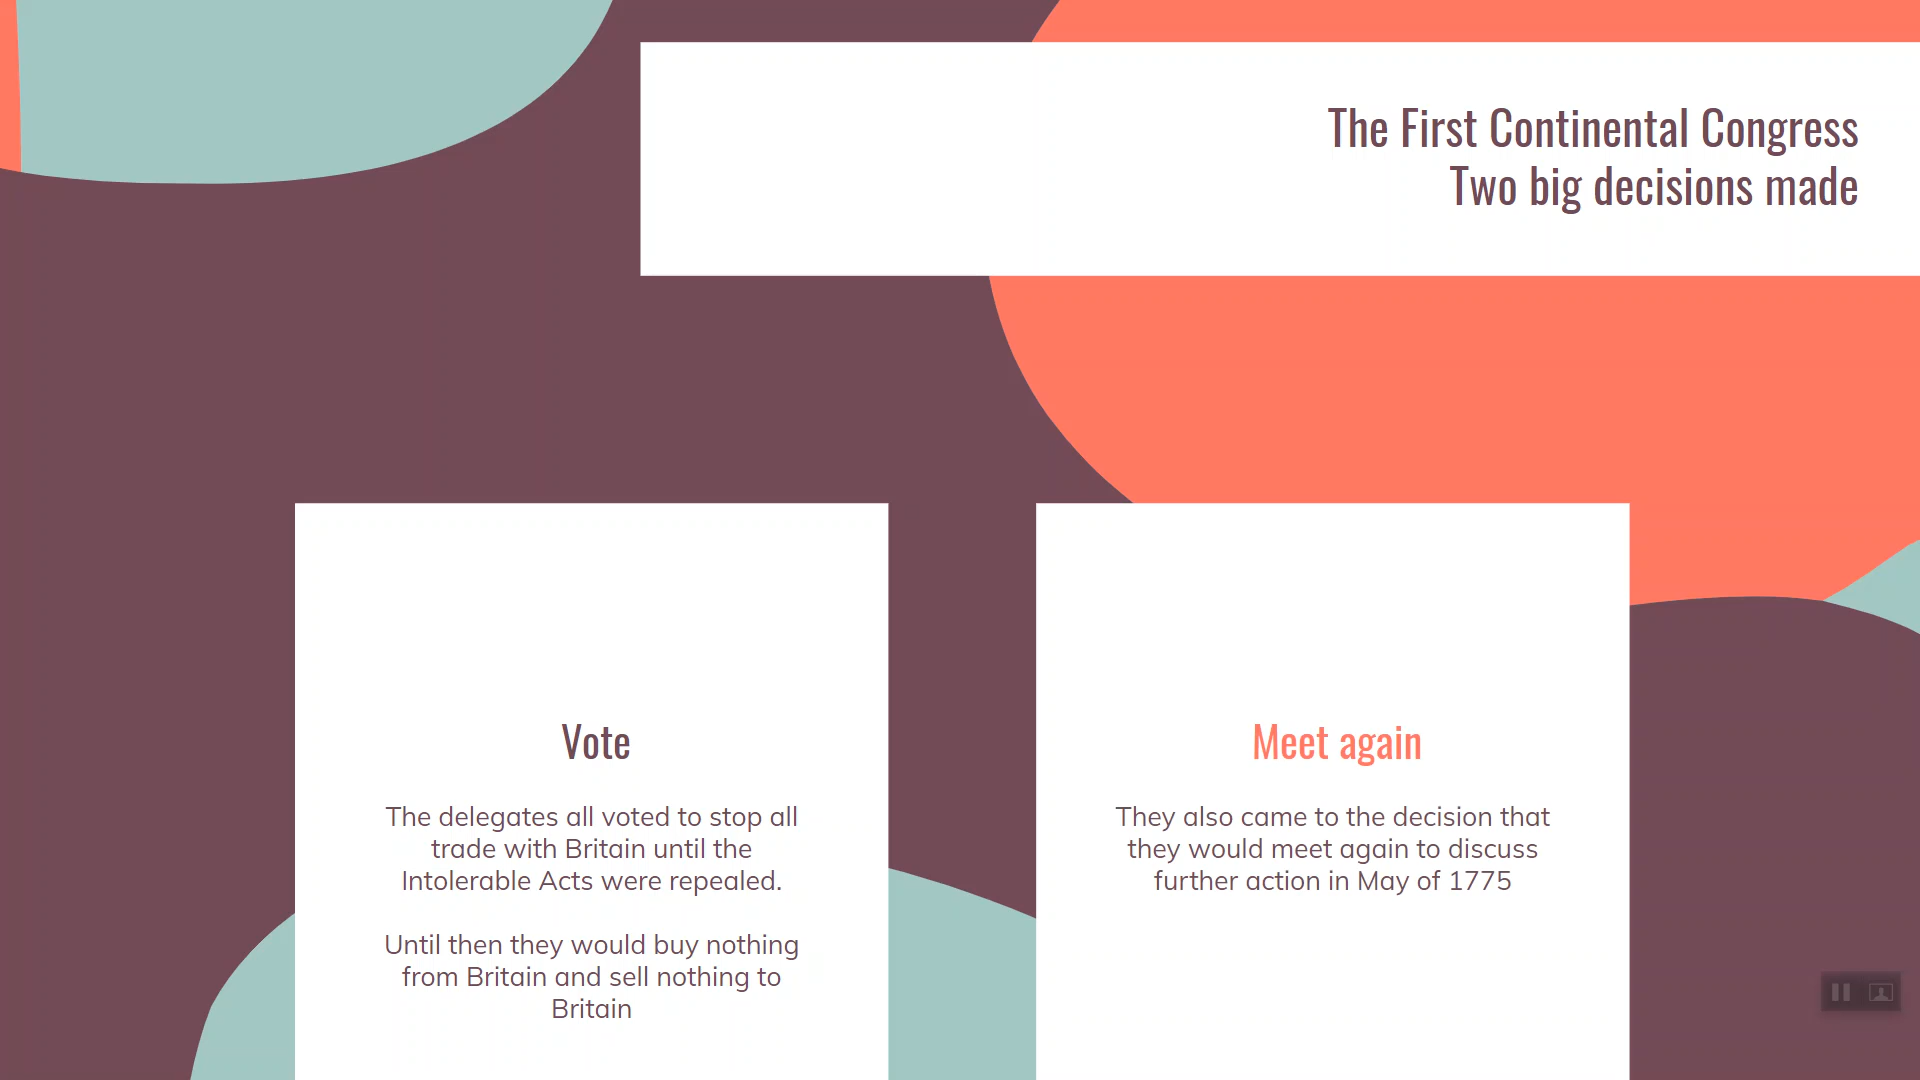 The First Continental Congress
Two big decisions made
Vote
The delegates all voted to stop all
trade with Britain until the
Intolerable Acts were repealed.
Until then they would buy nothing
from Britain and sell nothing to
Britain
Meet again
They also came to the decision that
they would meet again to discuss
further action in May of 1775